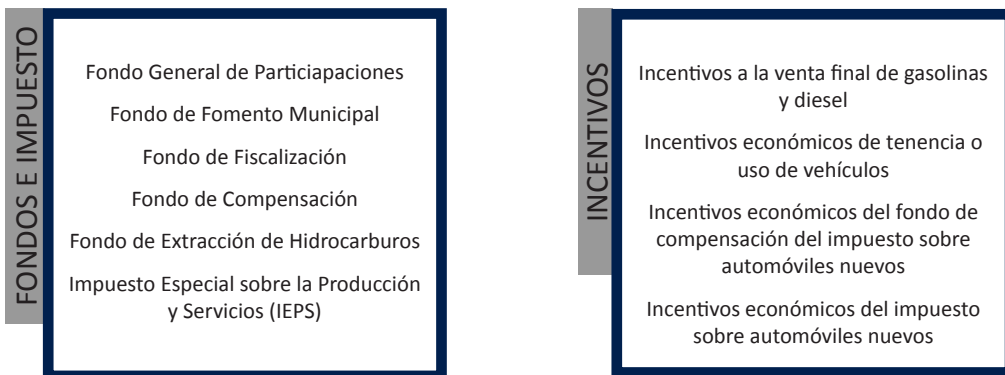 FONDOS E IMPUESTO
Fondo General de Particiapaciones
Fondo de Fomento Municipal
Fondo de Fiscalización
Fondo de Compensación
Fondo de Extracción de Hidrocarburos
Impuesto Especial sobre la Producción
y Servicios (IEPS)
INCENTIVOS
Incentivos a la venta final de gasolinas
y diesel
Incentivos económicos de tenencia o
uso de vehículos
Incentivos económicos del fondo de
compensación del impuesto sobre
automóviles nuevos
Incentivos económicos del impuesto
sobre automóviles nuevos